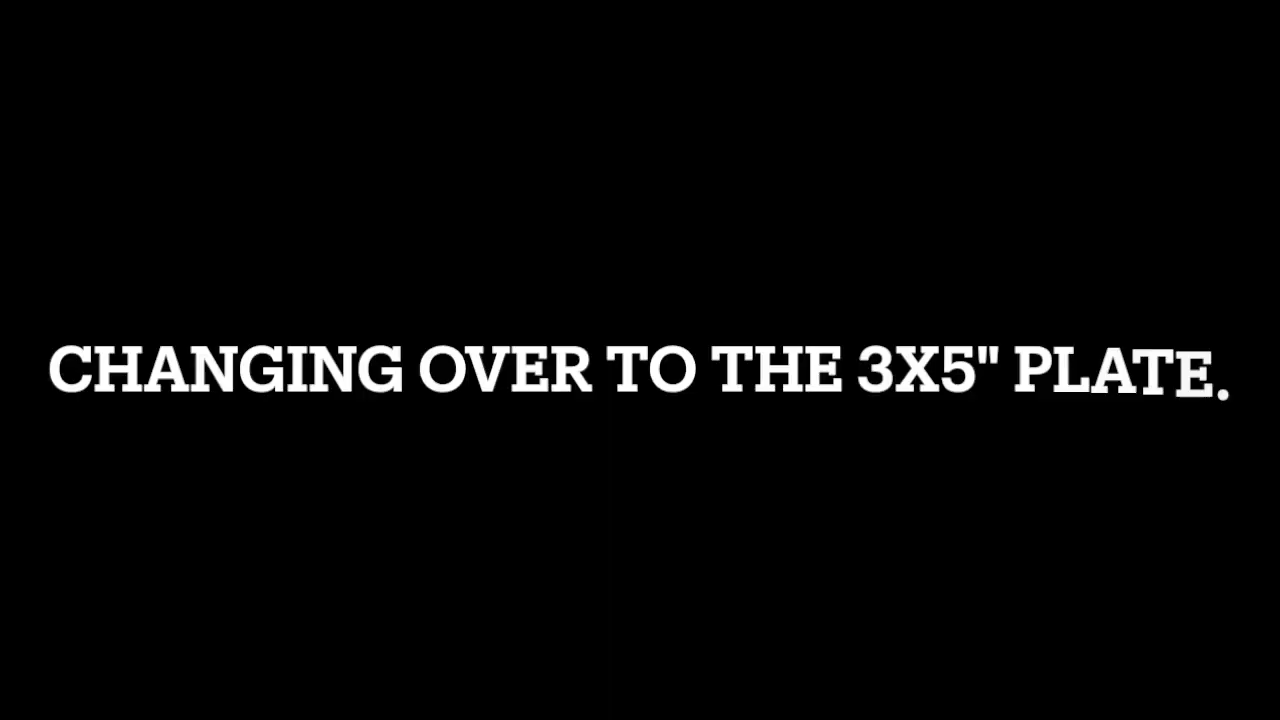 CHANGING OVER TO THE 3X5" PLATE.